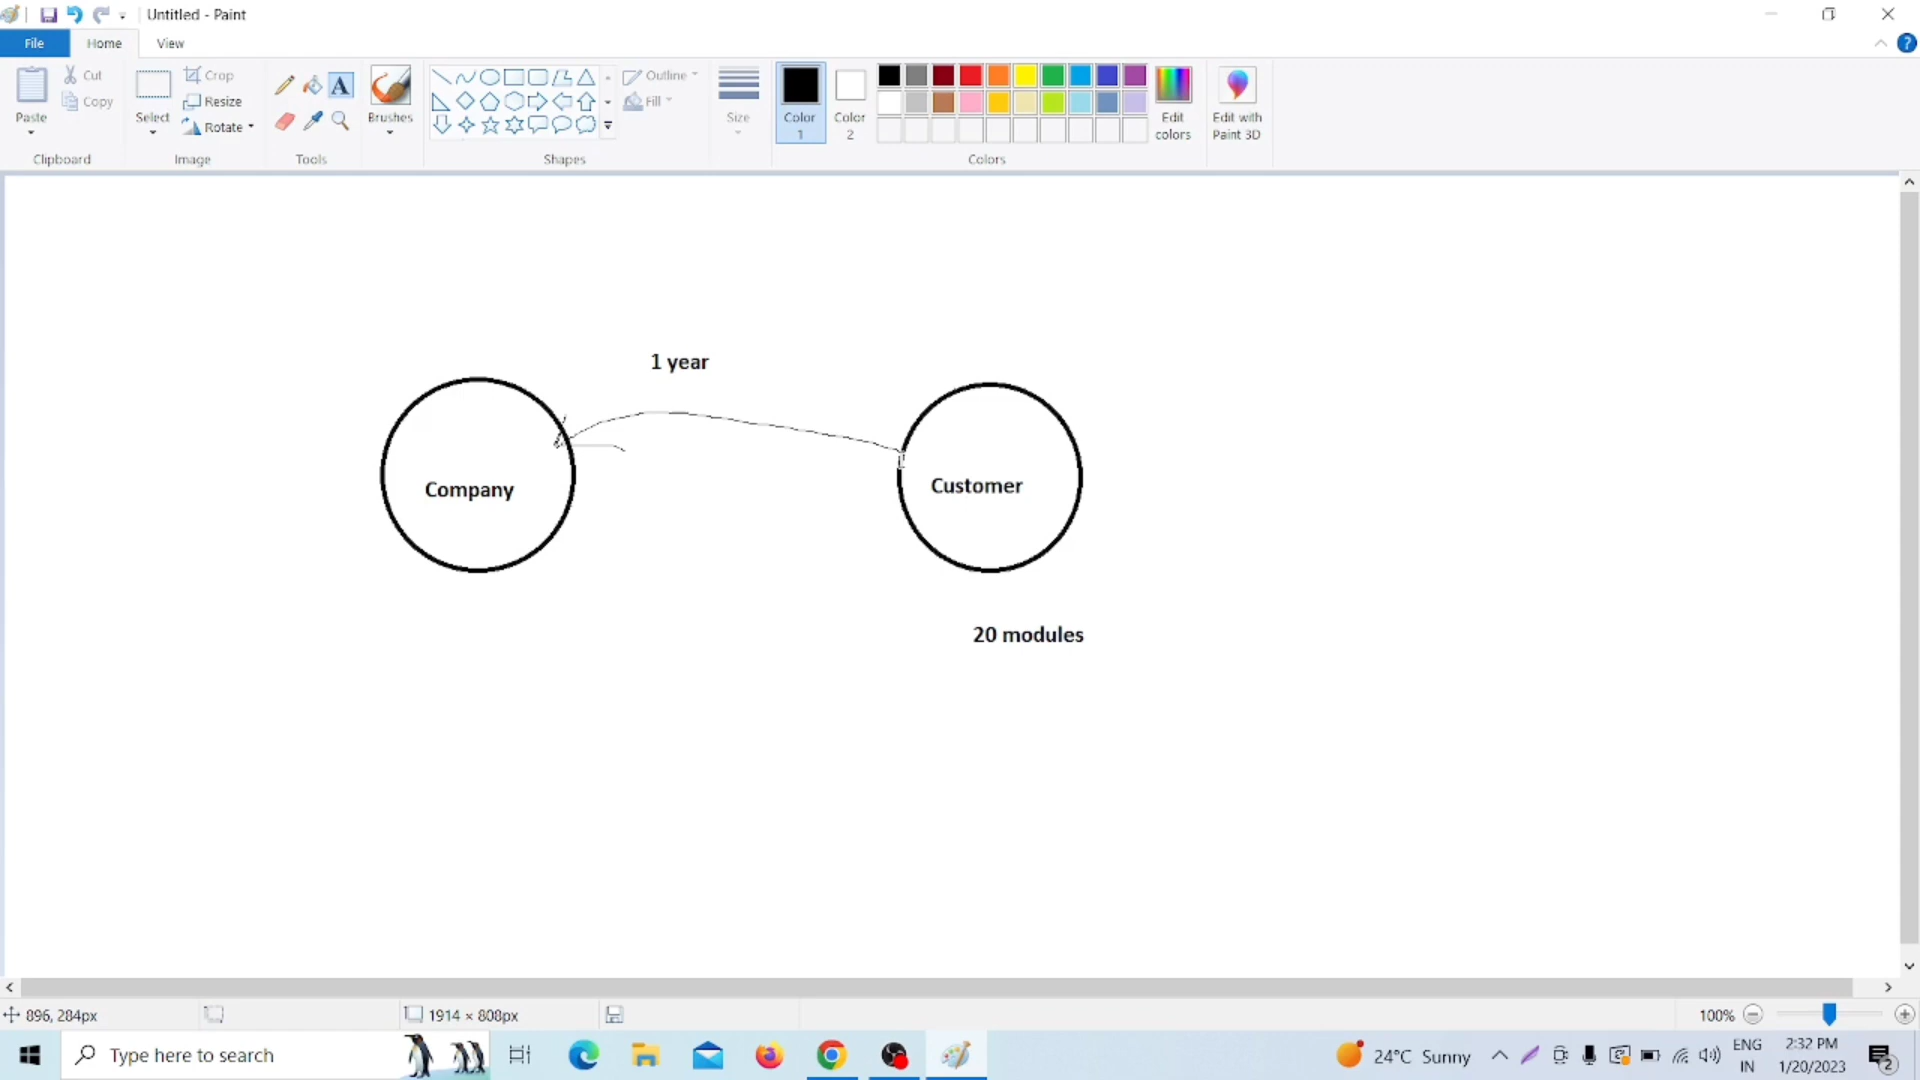 Untitled - Paint
File Home View
Paste
Cut
Copy
Clipboard
Select
Crop
Resize
Rotate
Image
A
Tools
Brushes
Outline
Fill
Shapes
Size
Color 1
Color 2
Edit colors
Colors
Edit with Paint 3D
1 year
Company
Customer
20 modules
896, 284px
1914 × 808px
100%
Type here to search
24°C Sunny
ENG
IN
2:32 PM
1/20/2023
2